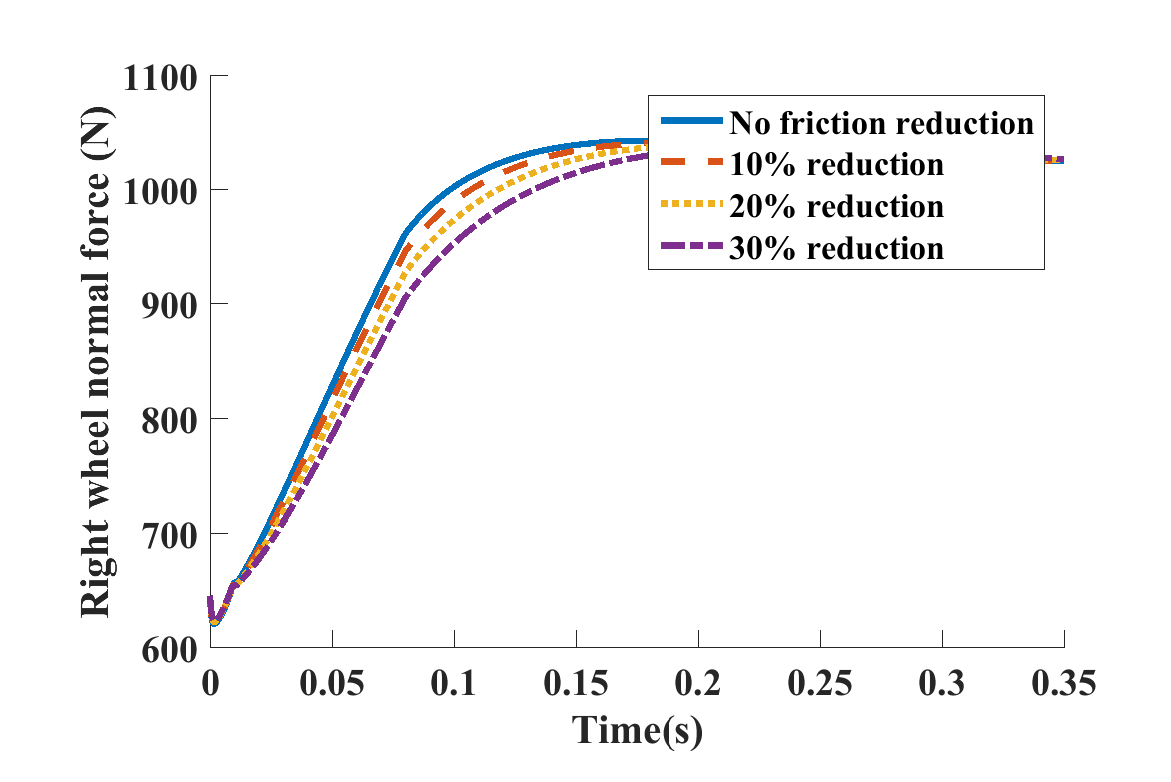 Right wheel normal force (N)
1100
1000
900
800
700
600
No friction reduction
10% reduction
20% reduction
30% reduction
0 0.05 0.1 0.15 0.2 0.25 0.3 0.35
Time(s)